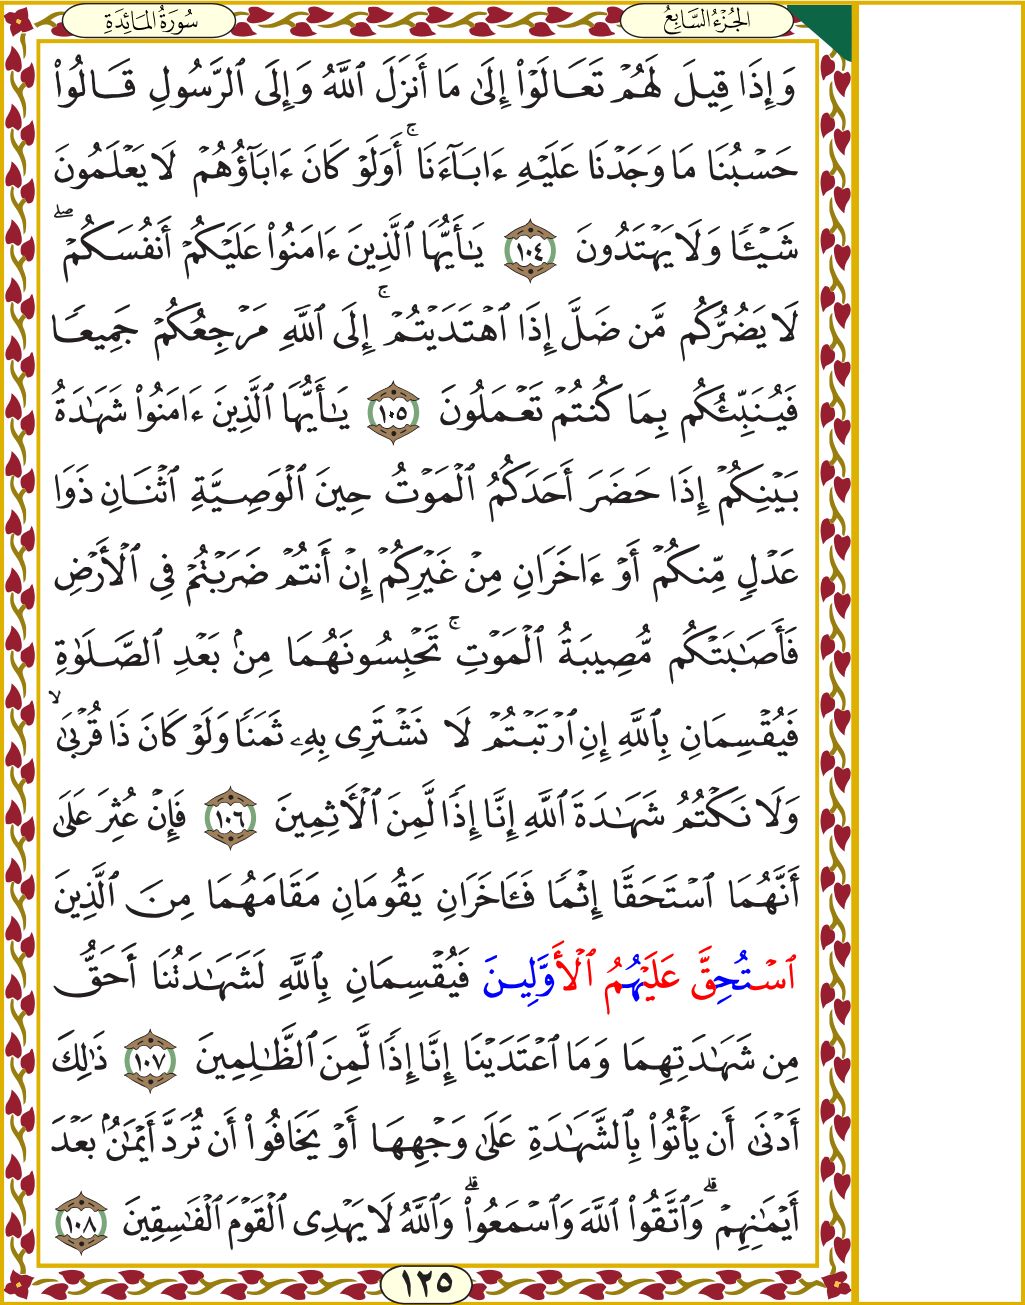 الجُزْءُ السَّابِعُ
سُورَةُ المَائِدَةِ
وَإِذَا قِيلَ لَهُمْ تَعَالَوْا۟ إِلَىٰ مَا أَنزَلَ ٱللَّهُ وَإِلَى ٱلرَّسُولِ قَالُوا۟
حَسْبُنَا مَا وَجَدْنَا عَلَيْهِ ءَابَآءَنَا ۚ أَوَلَوْ كَانَ ءَابَآؤُهُمْ لَا يَعْلَمُونَ
شَيْـًٔا وَلَا يَهْتَدُونَ ١٠٤ يَـٰأَيُّهَا ٱلَّذِينَ ءَامَنُوا۟ عَلَيْكُمْ أَنفُسَكُمْ ۖ
لَا يَضُرُّكُم مَّن ضَلَّ إِذَا ٱهْتَدَيْتُمْ ۚ إِلَى ٱللَّهِ مَرْجِعُكُمْ جَمِيعًا
فَيُنَبِّئُكُم بِمَا كُنتُمْ تَعْمَلُونَ ١٠٥ يَـٰأَيُّهَا ٱلَّذِينَ ءَامَنُوا۟ شَهَـٰدَةُ
بَيْنِكُمْ إِذَا حَضَرَ أَحَدَكُمُ ٱلْمَوْتُ حِينَ ٱلْوَصِيَّةِ ٱثْنَانِ ذَوَا
عَدْلٍ مِّنكُمْ أَوْ ءَاخَرَانِ مِنْ غَيْرِكُمْ إِنْ أَنتُمْ ضَرَبْتُمْ فِى ٱلْأَرْضِ
فَأَصَـٰبَتْكُم مُّصِيبَةُ ٱلْمَوْتِ ۚ تَحْبِسُونَهُمَا مِنۢ بَعْدِ ٱلصَّلَوٰةِ
فَيُقْسِمَانِ بِٱللَّهِ إِنِ ٱرْتَبْتُمْ لَا نَشْتَرِى بِهِۦ ثَمَنًا وَلَوْ كَانَ ذَا قُرْبَىٰ ۙ
وَلَا نَكْتُمُ شَهَـٰدَةَ ٱللَّهِ إِنَّا إِذًا لَّمِنَ ٱلْأَثِمِينَ ١٠٦ فَإِنْ عُثِرَ عَلَىٰ
أَنَّهُمَا ٱسْتَحَقَّا إِثْمًا فَـَٔاخَرَانِ يَقُومَانِ مَقَامَهُمَا مِنَ ٱلَّذِينَ
ٱسْتُحِقَّ عَلَيْهُمُ ٱلْأَوَّلِينَ فَيُقْسِمَانِ بِٱللَّهِ لَشَهَـٰدَتُنَا أَحَقُّ
مِن شَهَـٰدَتِهِمَا وَمَا ٱعْتَدَيْنَا إِنَّا إِذًا لَّمِنَ ٱلظَّـٰلِمِينَ ١٠٧ ذَٰلِكَ
أَدْنَىٰ أَن يَأْتُوا۟ بِٱلشَّهَـٰدَةِ عَلَىٰ وَجْهِهَا أَوْ يَخَافُوا۟ أَن تُرَدَّ أَيْمَـٰنٌۢ بَعْدَ
أَيْمَـٰنِهِمْ ۗ وَٱتَّقُوا۟ ٱللَّهَ وَٱسْمَعُوا۟ ۗ وَٱللَّهُ لَا يَهْدِى ٱلْقَوْمَ ٱلْفَـٰسِقِينَ ١٠٨
١٢٥